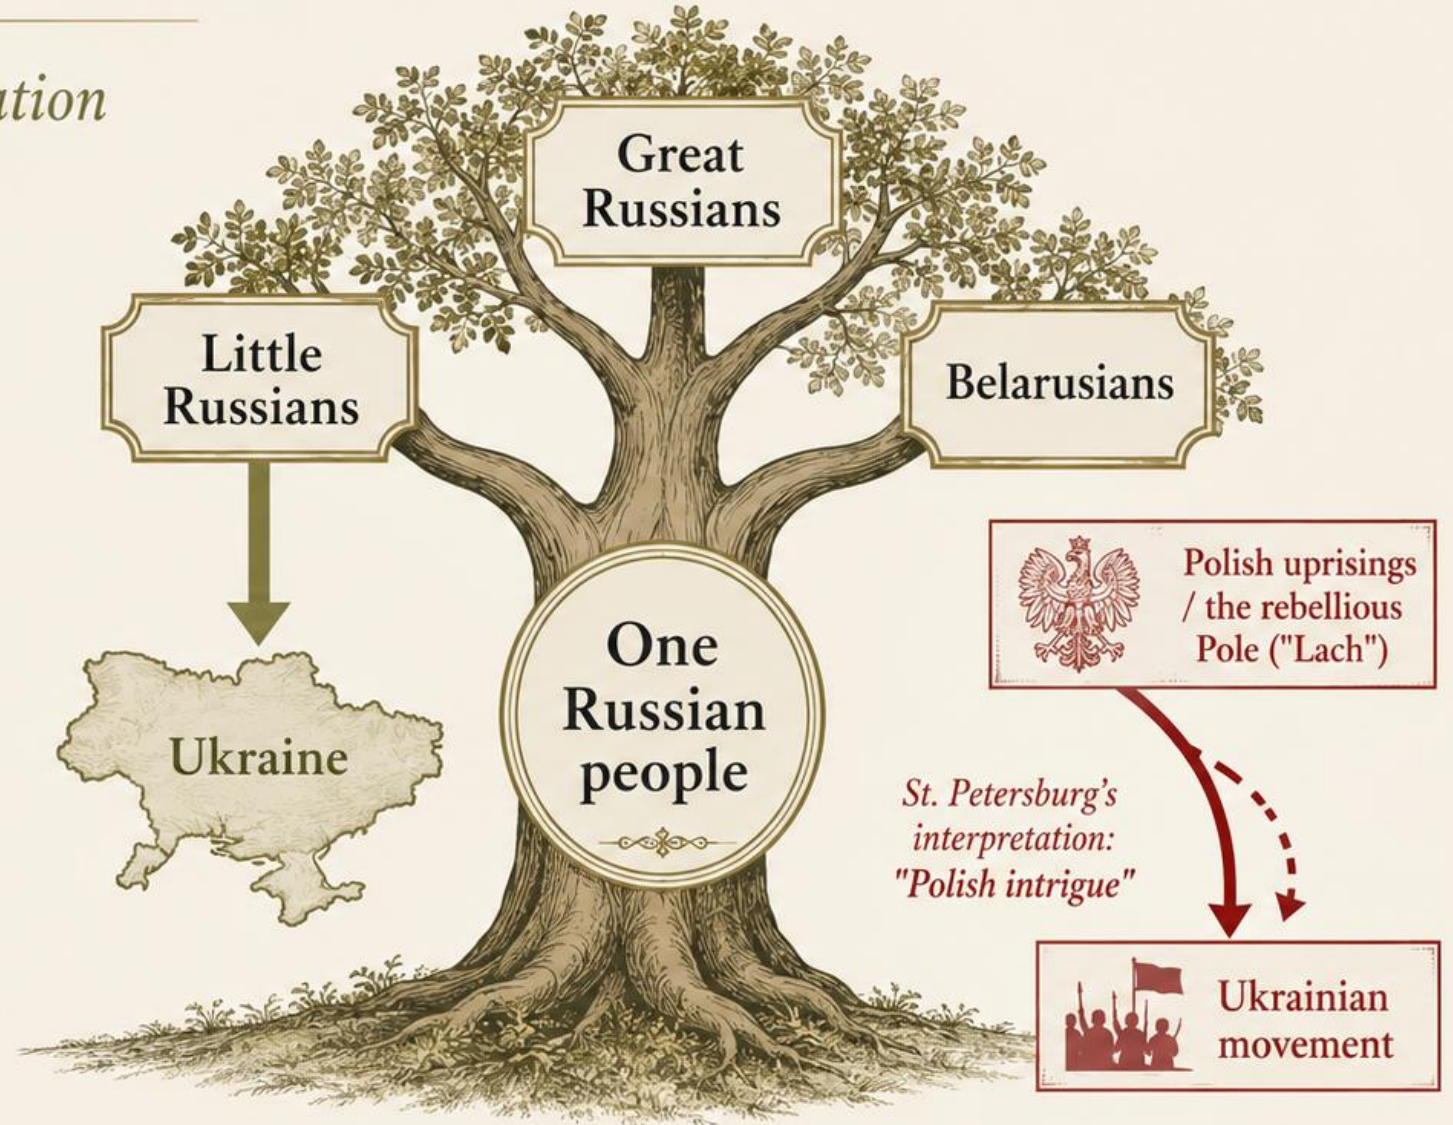 Great
Russians
Little
Russians
Belarusians
Polish uprisings
/ the rebellious
Pole ("Lach")
One
Russian
people
Ukraine
St. Petersburg's
interpretation:
"Polish intrigue"
Ukrainian
movement